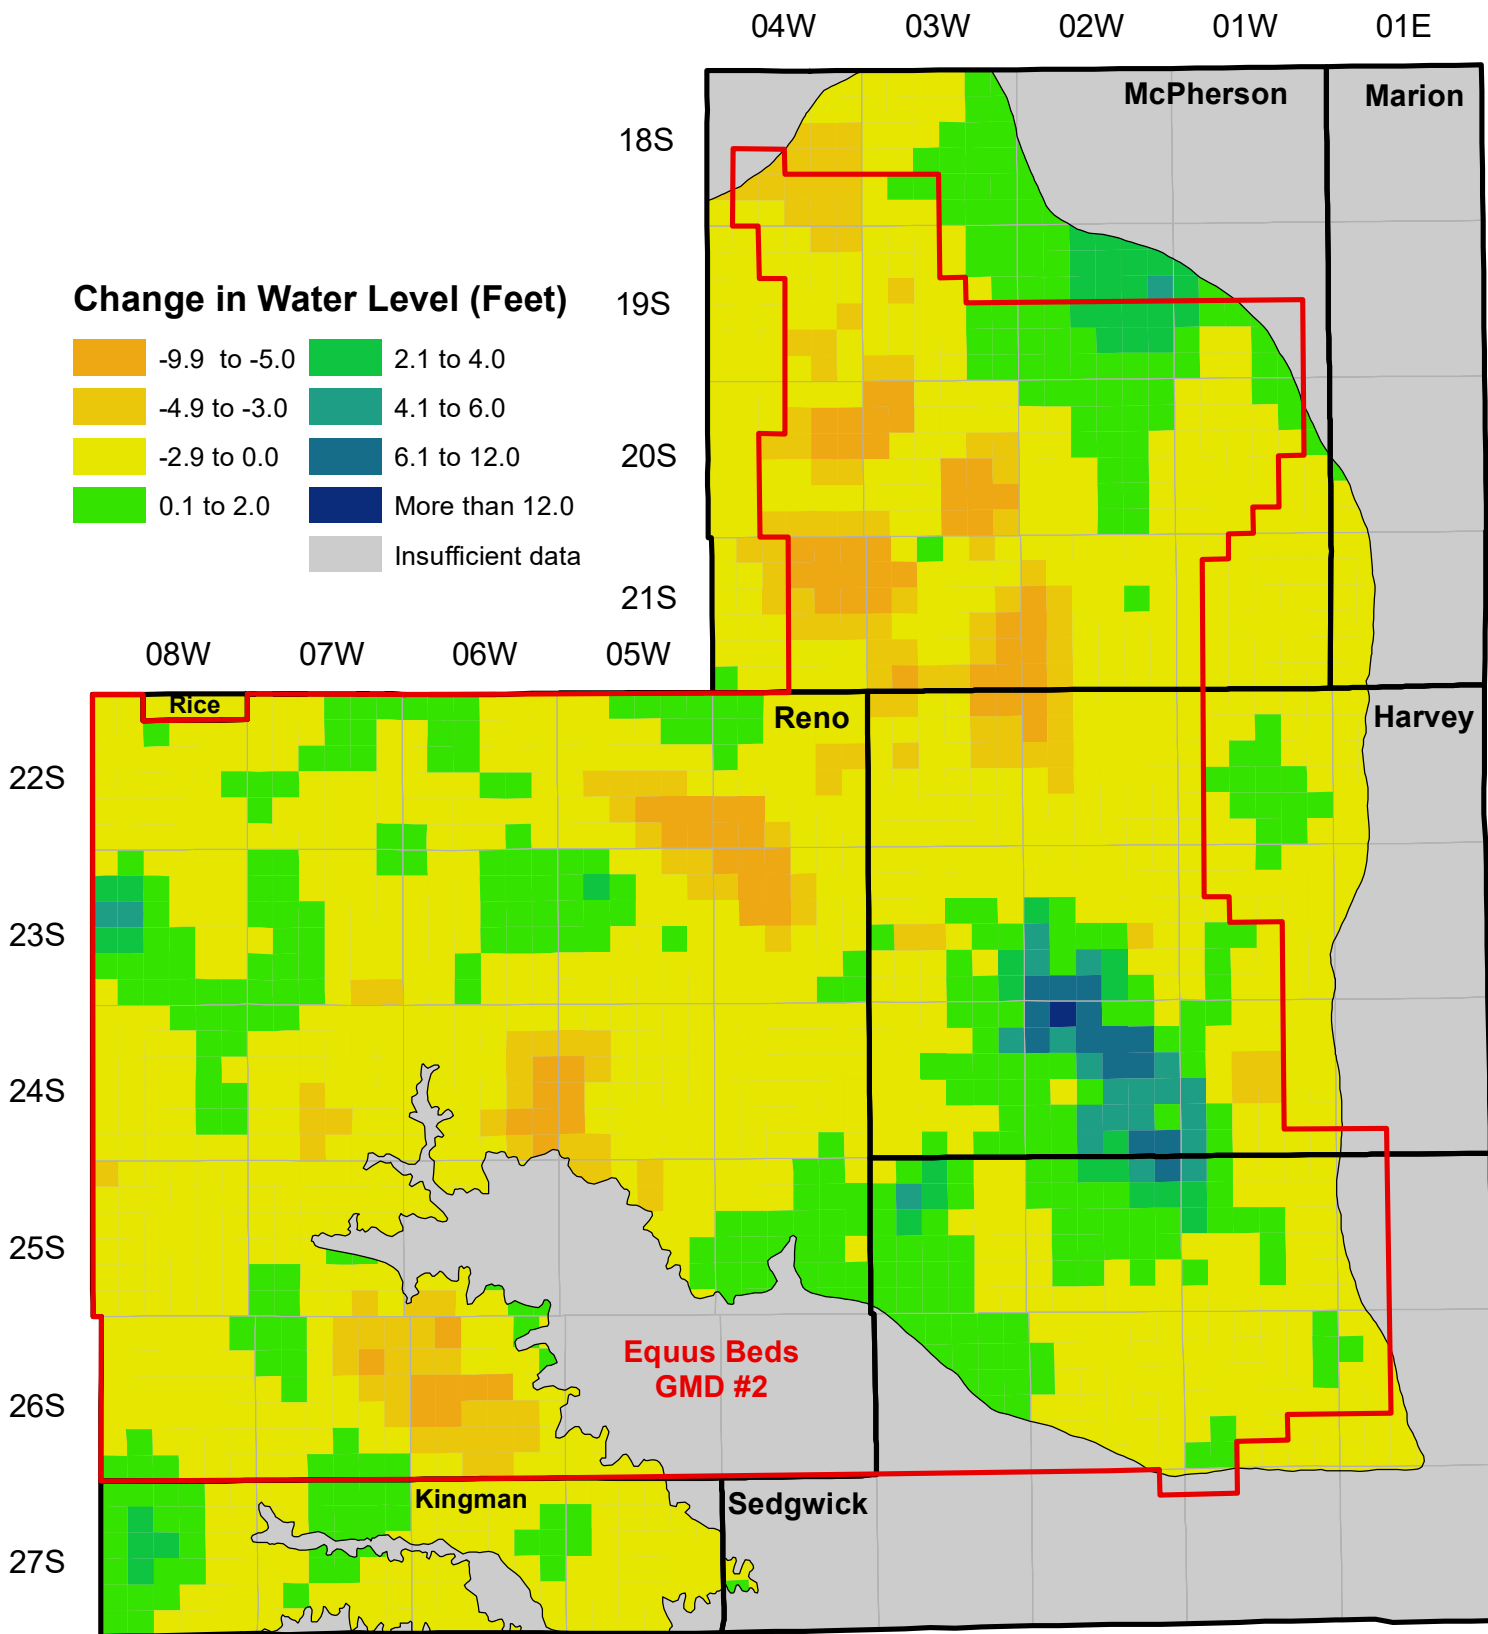 04W 03W 02W 01W 01E
McPherson Marion
18S
Change in Water Level (Feet)
19S
-9.9 to -5.0 2.1 to 4.0
-4.9 to -3.0 4.1 to 6.0
-2.9 to 0.0 6.1 to 12.0
20S
0.1 to 2.0 More than 12.0
Insufficient data
21S
08W 07W 06W 05W
Rice
Reno Harvey
22S
23S
24S
25S
Equus Beds
GMD #2
26S
Kingman Sedgwick
27S